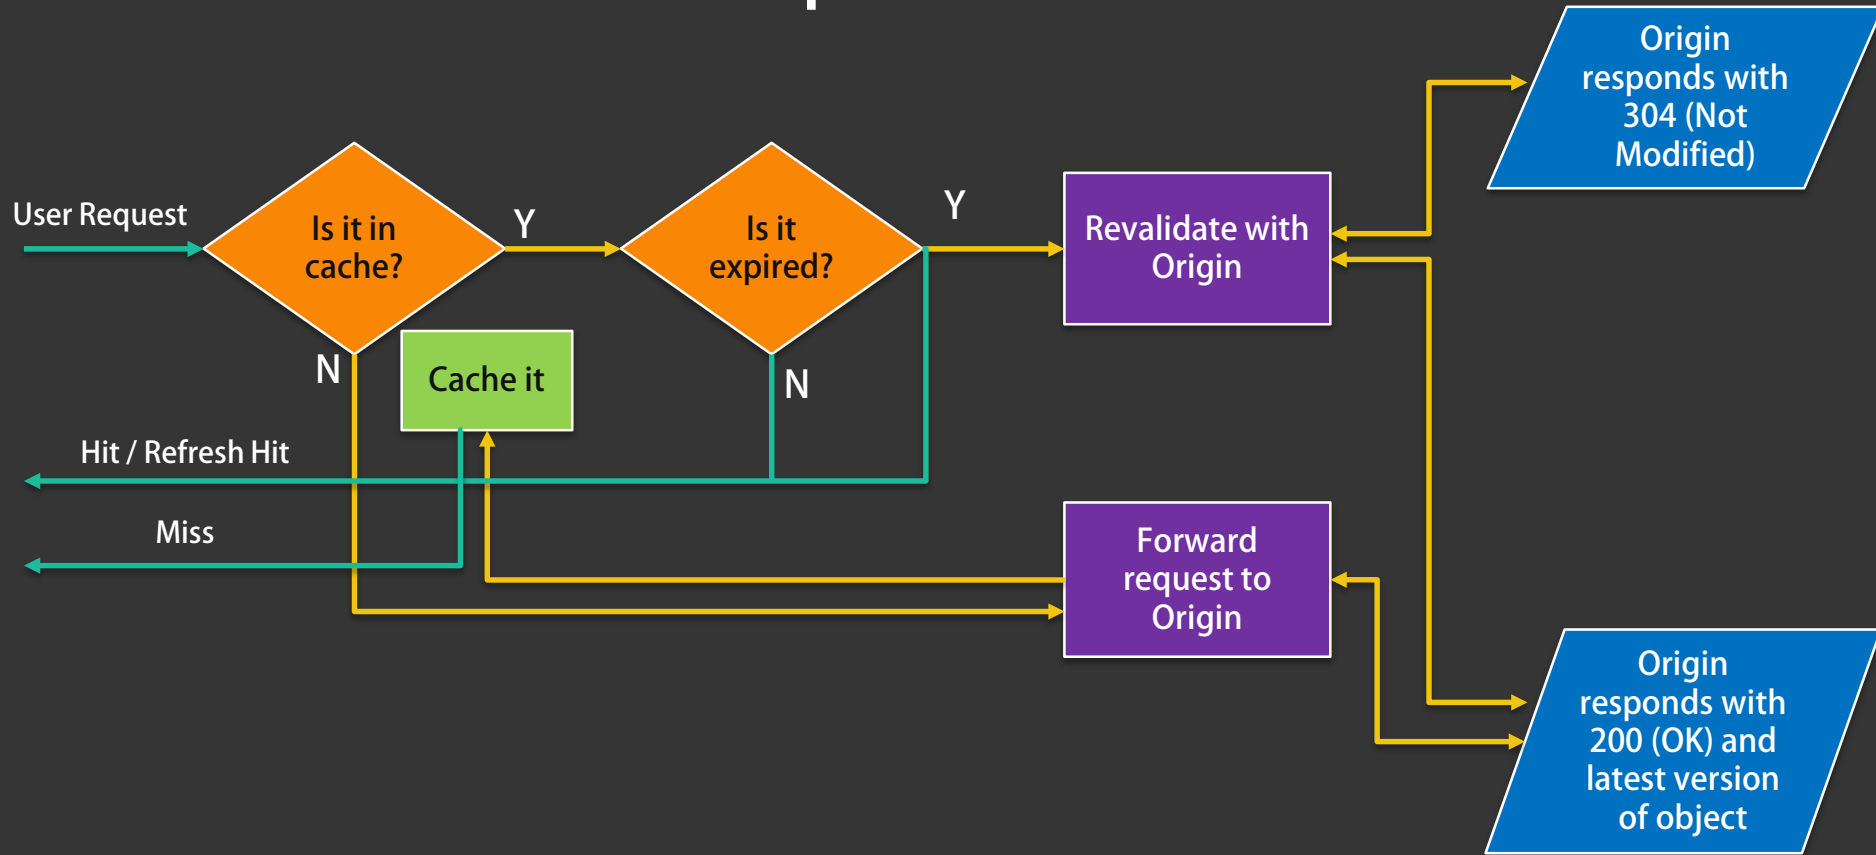 User Request
Is it in
cache?
Y
Is it
expired?
Y
Revalidate with
Origin
Origin
responds with
304 (Not
Modified)
N
Cache it
N
Hit / Refresh Hit
Miss
Forward
request to
Origin
Origin
responds with
200 (OK) and
latest version
of object